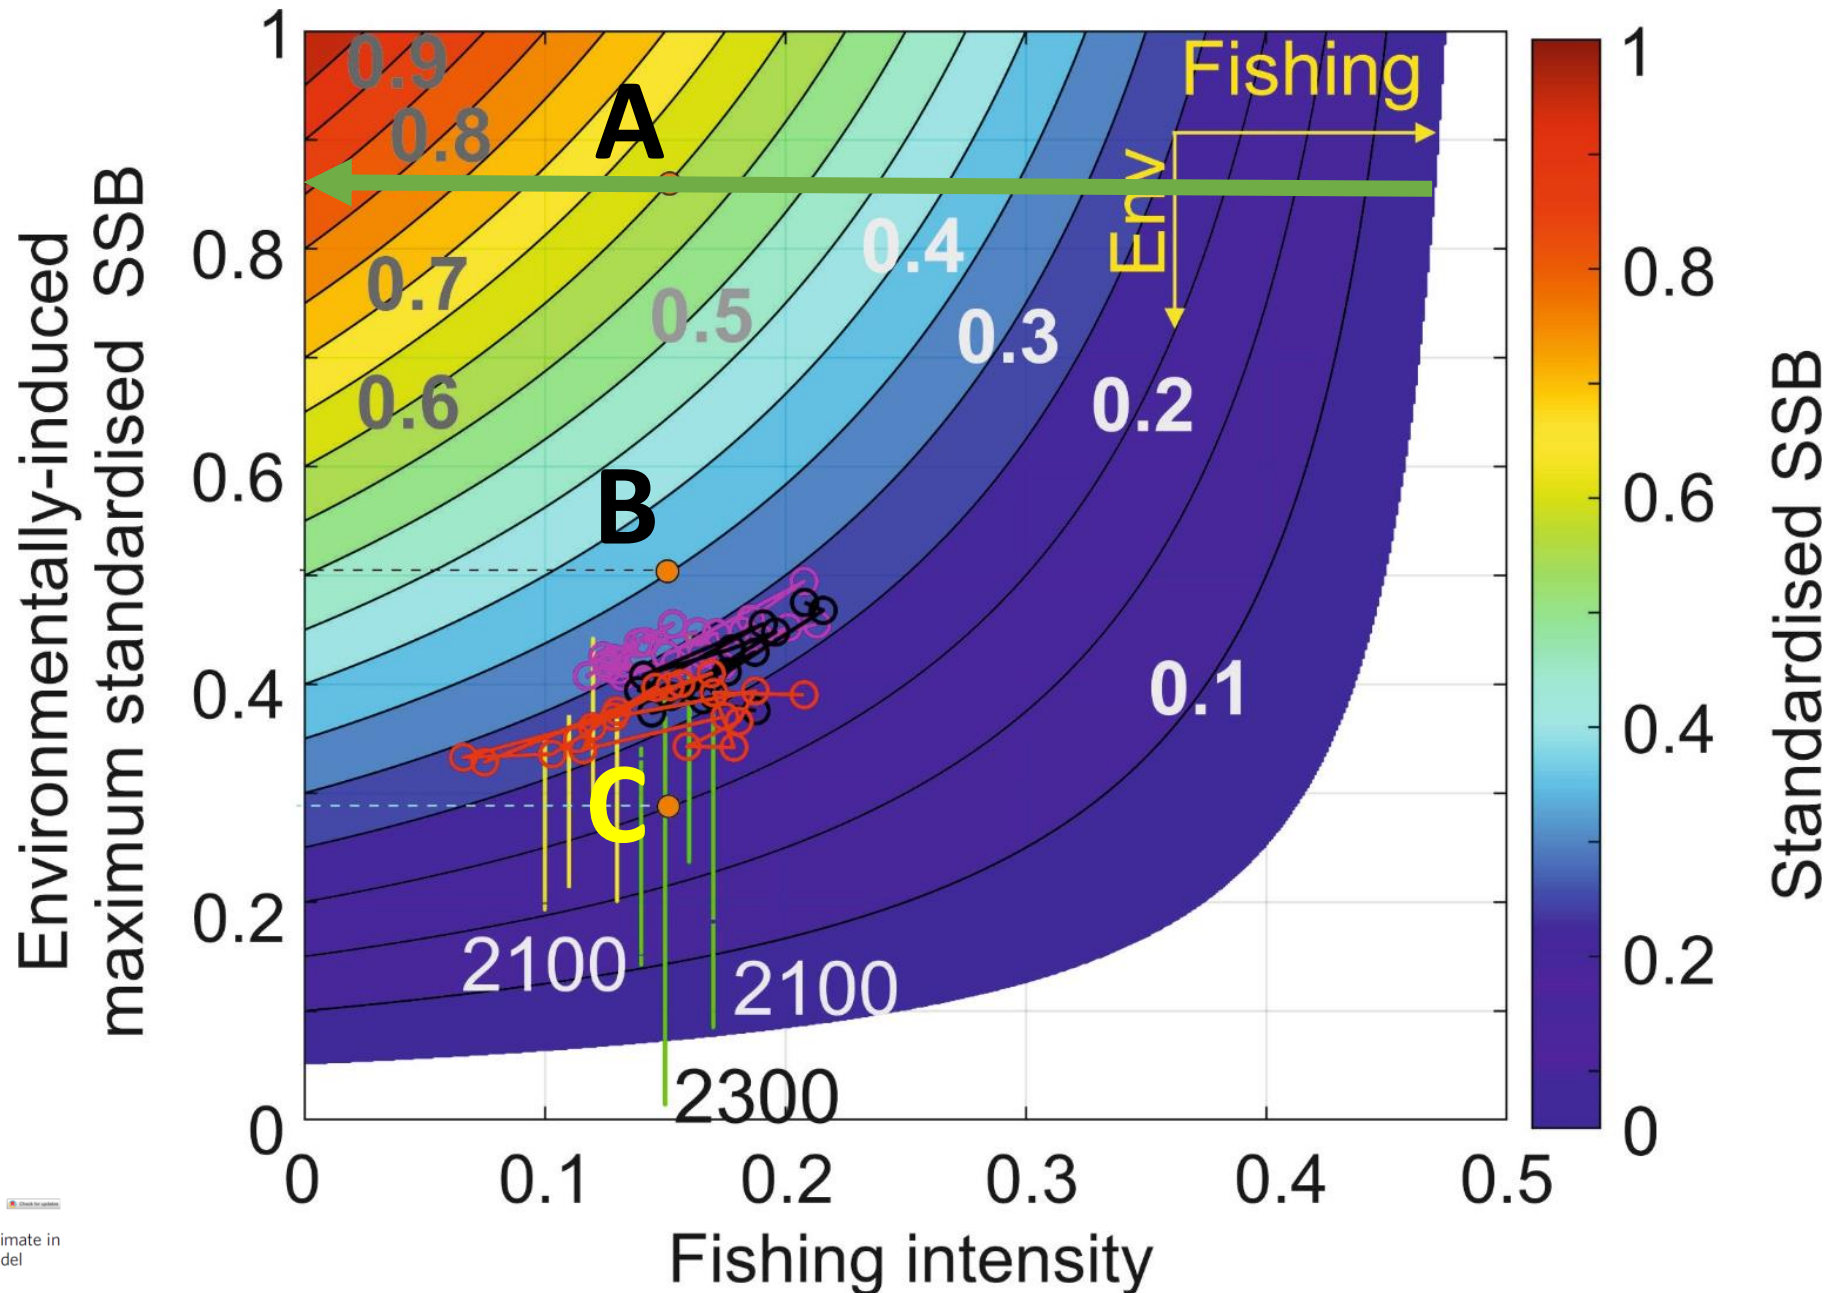 Environmentally-induced
maximum standardised SSB
1
0.8
0.6
0.4
0.2
0
0.9
0.8
0.7
0.6
0.5
0.4
0.3
0.2
0.1
A
B
C
Fishing
Env
2100
2100
2300
0
0.1
0.2
0.3
0.4
0.5
Fishing intensity
1
0.8
0.6
0.4
0.2
0
Standardised SSB
Check for updates
imate in
del